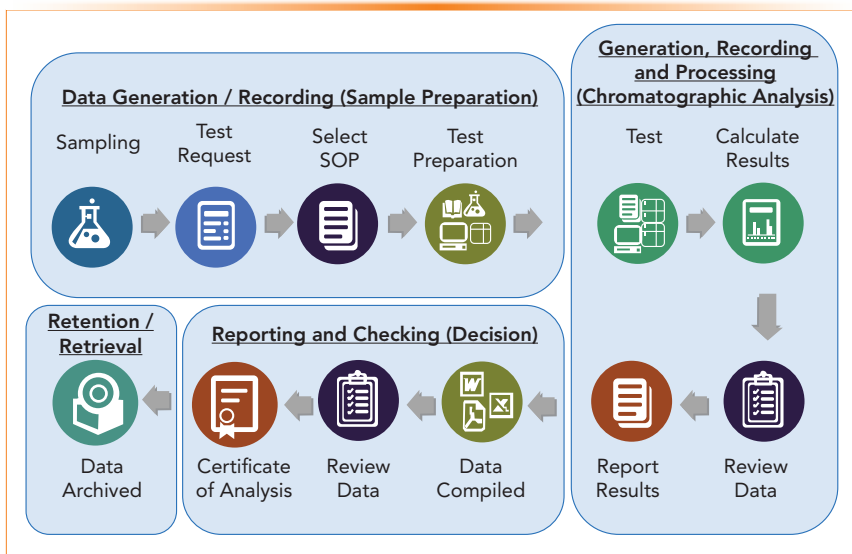 Data Generation / Recording (Sample Preparation)
Sampling
Test
Request
Select
SOP
Test
Preparation
Generation, Recording
and Processing
(Chromatographic Analysis)
Test
Calculate
Results
Retention /
Retrieval
Data
Archived
Reporting and Checking (Decision)
W
X
Certificate
of Analysis
Review
Data
Data
Compiled
Report
Results
Review
Data